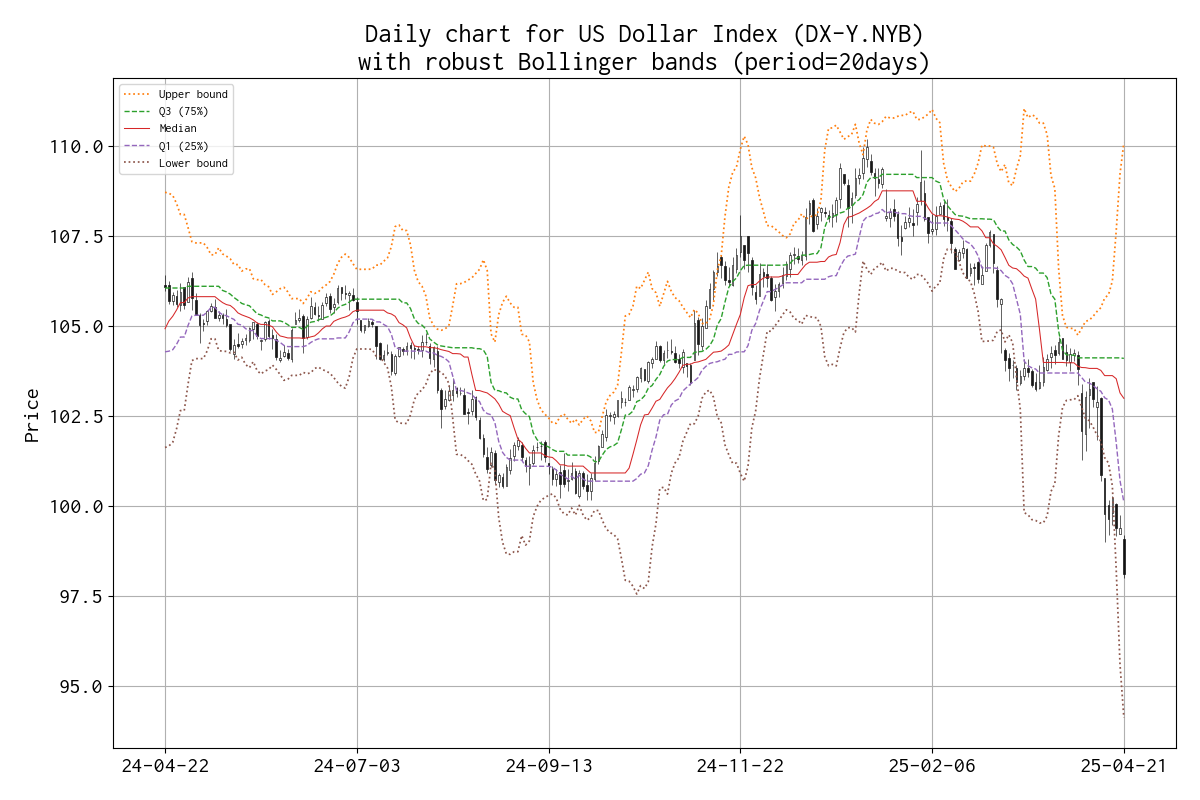 Daily chart for US Dollar Index (DX-Y.NYB)
with robust Bollinger bands (period=20days)
Upper bound
Q3 (75%)
Median
Q1 (25%)
Lower bound
110.0
107.5
105.0
102.5
100.0
97.5
95.0
Price
24-04-22
24-07-03
24-09-13
24-11-22
25-02-06
25-04-21